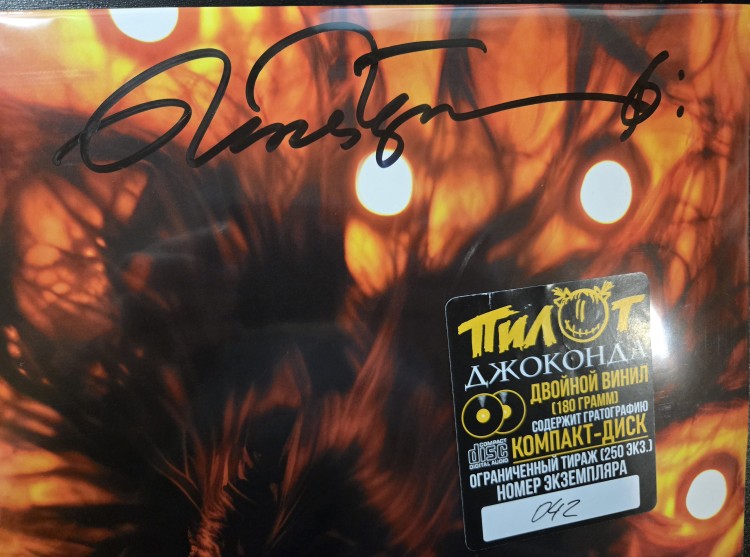 ПИЛОТ
ДЖОКОНДА
ДВОЙНОЙ ВИНИЛ
(180 ГРАММ)
СОДЕРЖИТ ГРАТОГРАФИЮ
COMPACT
disc
DIGITAL AUDIO
КОМПАКТ-ДИСК
ОГРАНИЧЕННЫЙ ТИРАЖ (250 ЭКЗ.)
НОМЕР ЭКЗЕМПЛЯРА
042